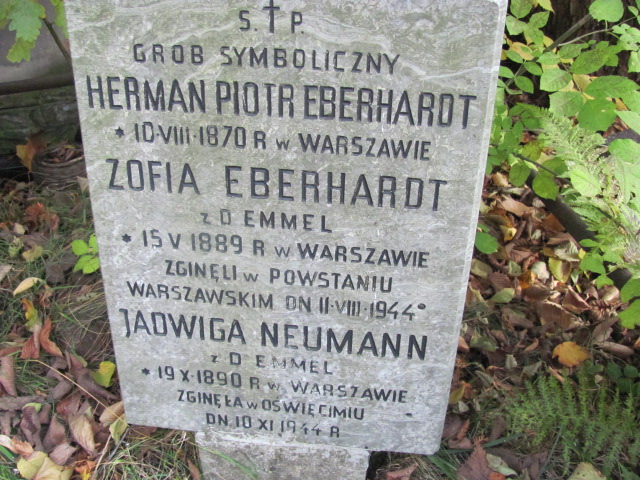 Ś.✝P.
GRÓB SYMBOLICZNY
HERMAN PIOTR EBERHARDT
* 10·VIII·1870 R w WARSZAWIE
ZOFIA EBERHARDT
z D EMMEL
* 15 V 1889 R w WARSZAWIE
ZGINĘLI w POWSTANIU
WARSZAWSKIM DN 11·VIII·1944
JADWIGA NEUMANN
z D EMMEL
* 19 X·1890 R w WARSZAWIE
ZGINĘŁA w OŚWIĘCIMIU
DN 10 XI 1944 R